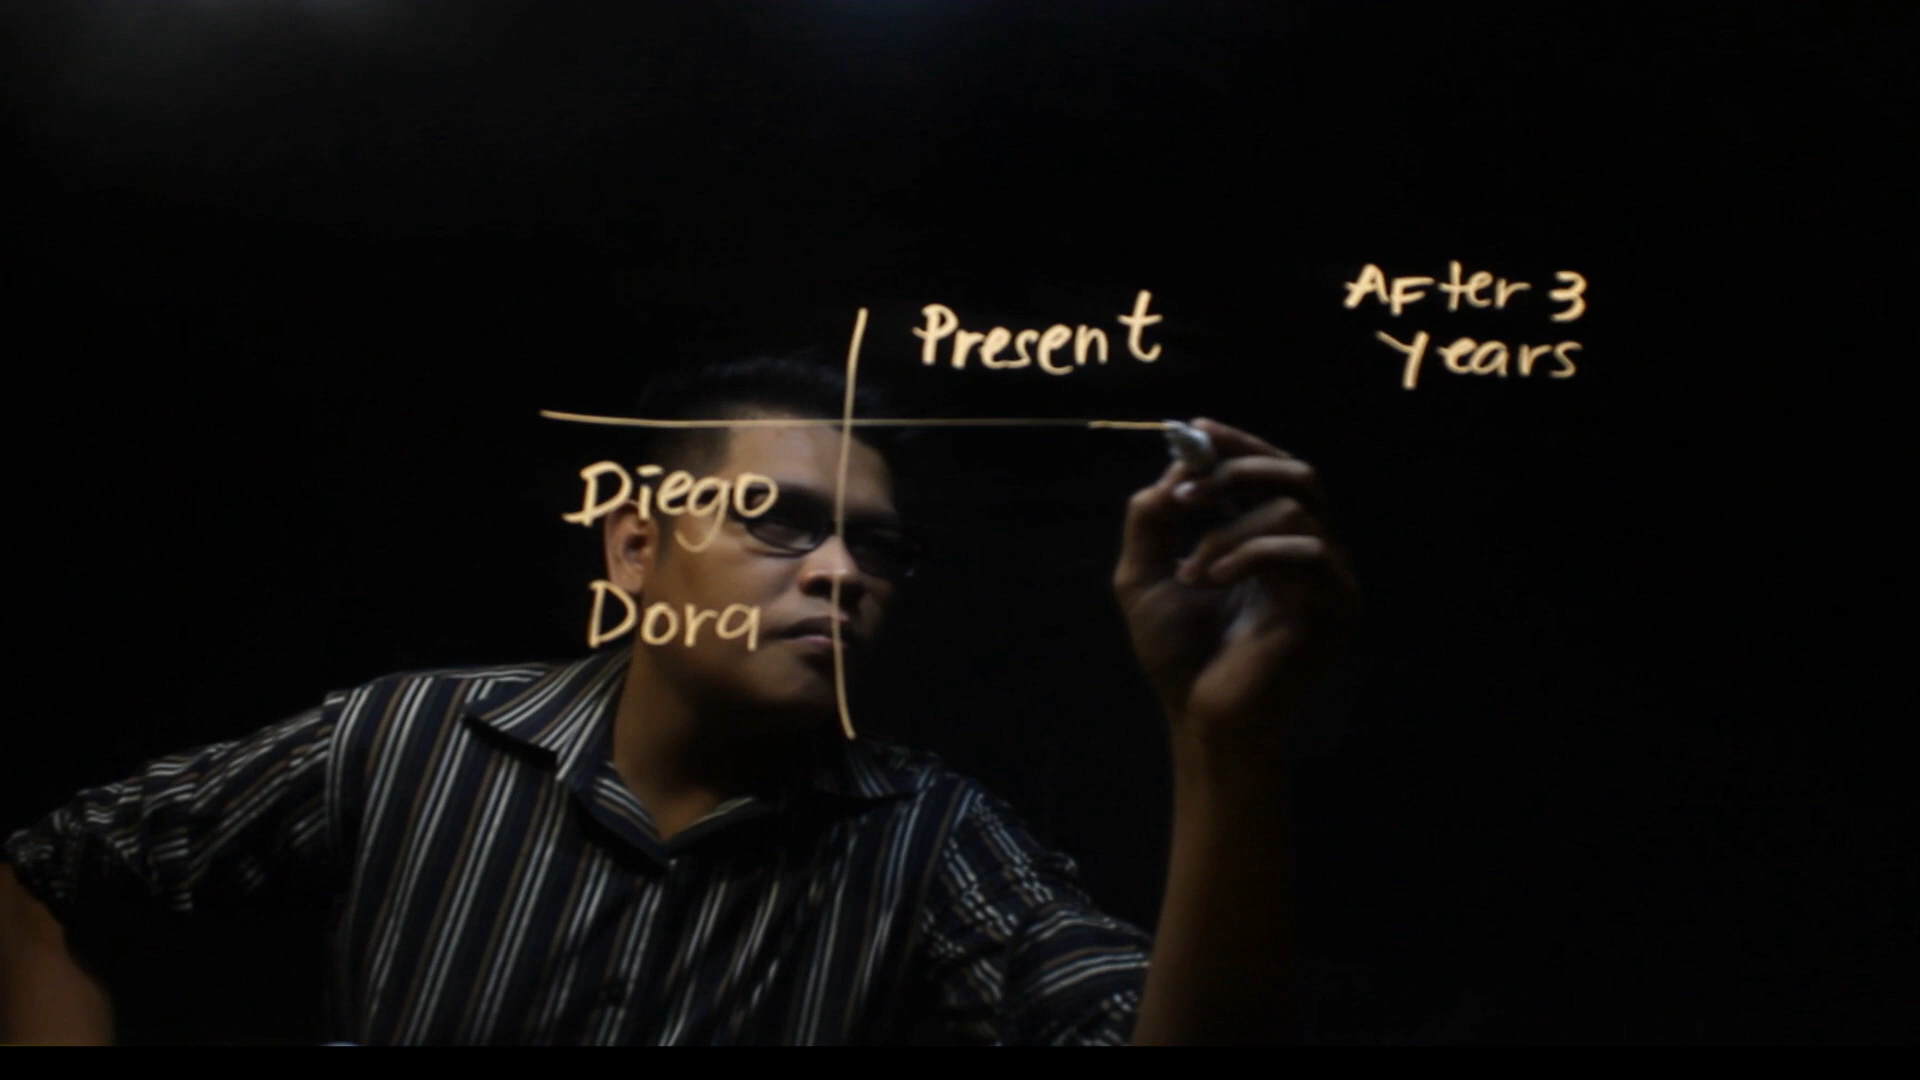 Present
After 3
years
Diego
Dora